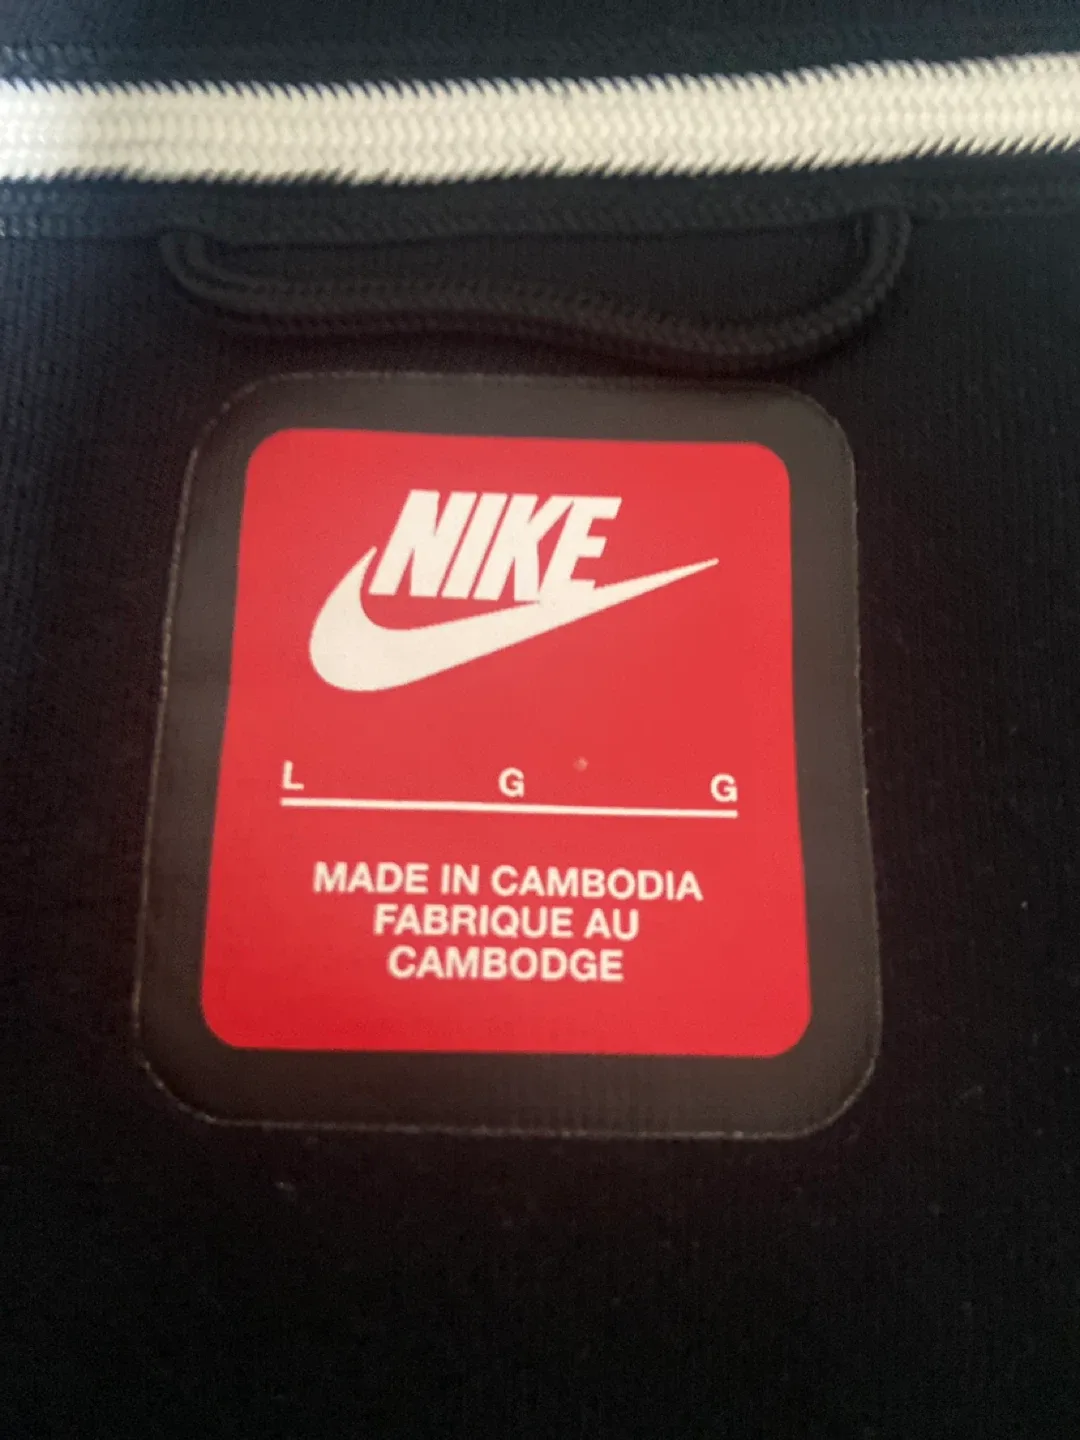 NIKE
L G G
MADE IN CAMBODIA
FABRIQUE AU
CAMBODGE